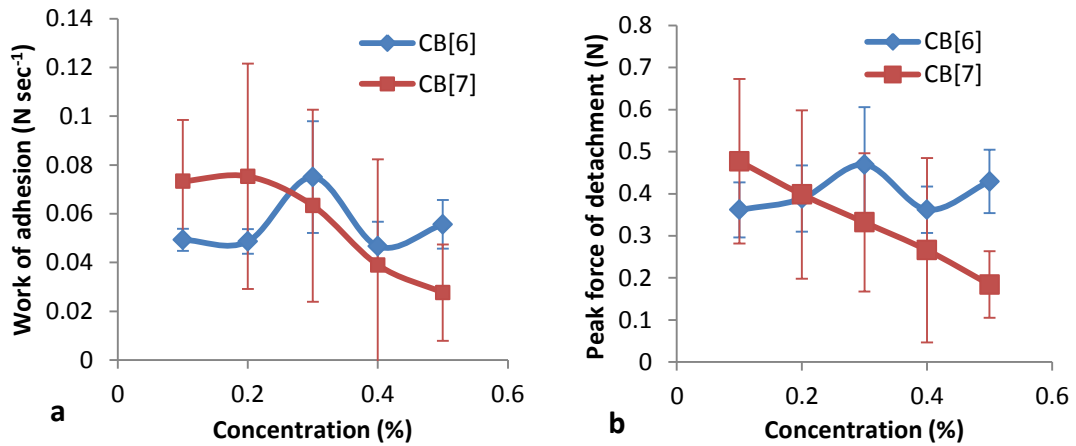 Work of adhesion (N sec⁻¹)
0.14
0.12
0.1
0.08
0.06
0.04
0.02
0
CB[6]
CB[7]
0
0.2
0.4
0.6
a
Concentration (%)
Peak force of detachment (N)
0.8
0.7
0.6
0.5
0.4
0.3
0.2
0.1
0
CB[6]
CB[7]
0
0.2
0.4
0.6
b
Concentration (%)